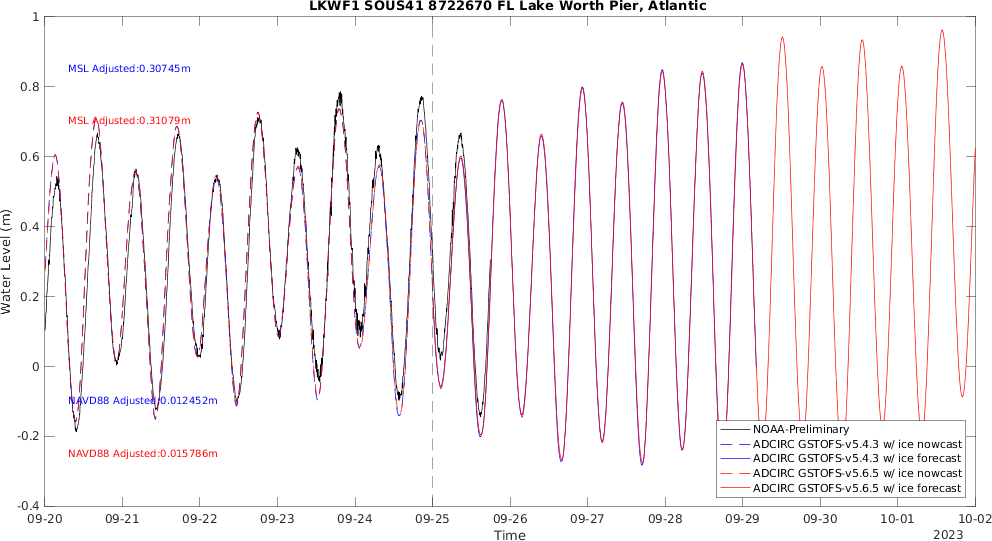 LKWF1 SOUS41 8722670 FL Lake Worth Pier, Atlantic
1
0.8
0.6
0.4
0.2
0
-0.2
-0.4
Water Level (m)
MSL Adjusted:0.30745m
MSL Adjusted:0.31079m
NAVD88 Adjusted:0.012452m
NAVD88 Adjusted:0.015786m
NOAA-Preliminary
ADCIRC GSTOFS-v5.4.3 w/ ice nowcast
ADCIRC GSTOFS-v5.4.3 w/ ice forecast
ADCIRC GSTOFS-v5.6.5 w/ ice nowcast
ADCIRC GSTOFS-v5.6.5 w/ ice forecast
09-20 09-21 09-22 09-23 09-24 09-25 09-26 09-27 09-28 09-29 09-30 10-01 10-02
Time
2023